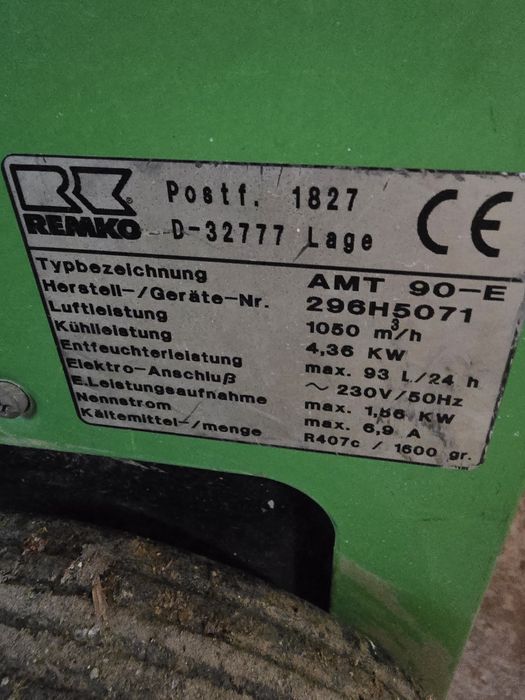 REMKO
Postf. 1827
D-32777 Lage
CE
Typbezeichnung AMT 90-E
Herstell-/Geräte-Nr. 296H5071
Luftleistung 1050 m³/h
Kühlleistung 4,36 KW
Entfeuchterleistung max. 93 L/24 h
Elektro-Anschluß ~ 230V/50Hz
E.Leistungsaufnahme max. 1,86 KW
Nennstrom max. 6,9 A
Kältemittel-/menge R407c / 1600 gr.